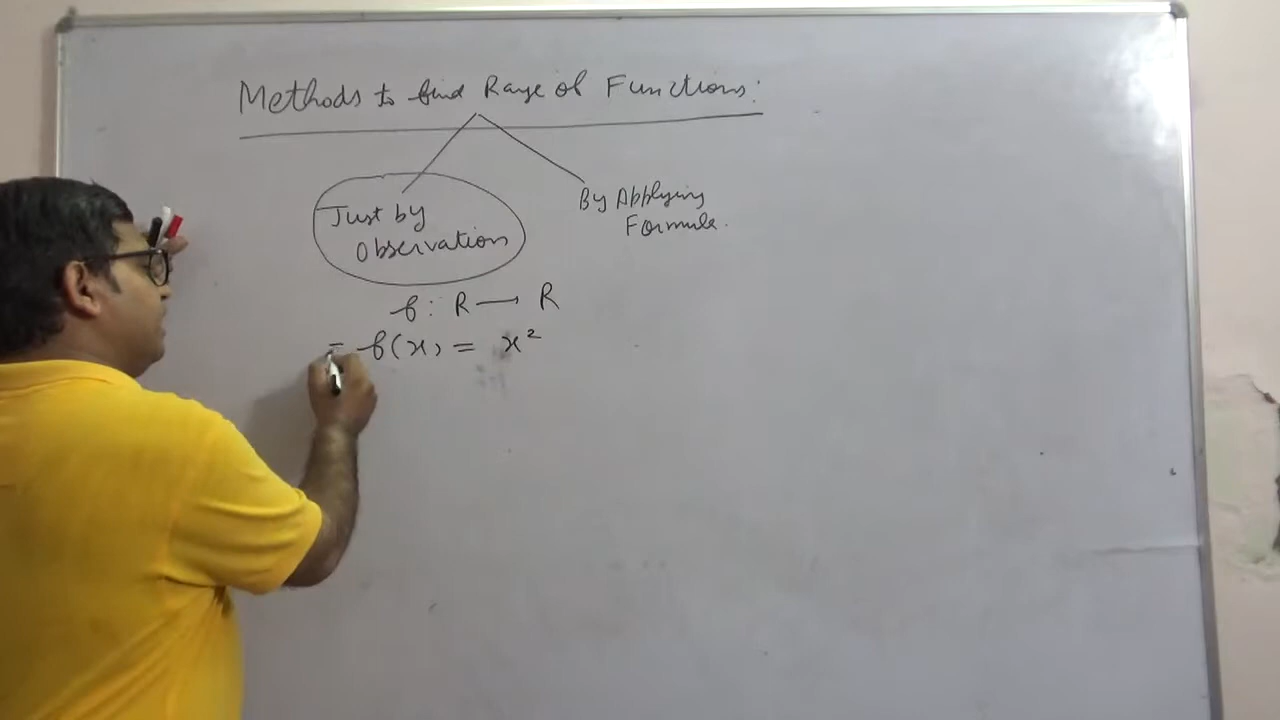 Methods to find Range of Functions:
Just by
Observation
By Applying
Formula.
f: R → R
= f(x) = x²